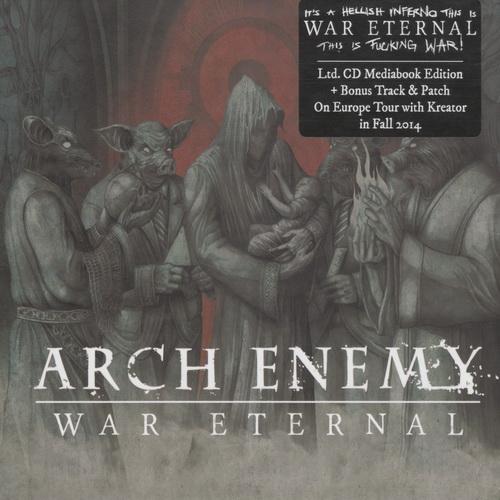 IT'S A HELLISH INFERNO THIS IS
WAR ETERNAL
THIS IS FUCKING WAR!
Ltd. CD Mediabook Edition
+ Bonus Track & Patch
On Europe Tour with Kreator
in Fall 2014
ARCH ENEMY
WAR ETERNAL